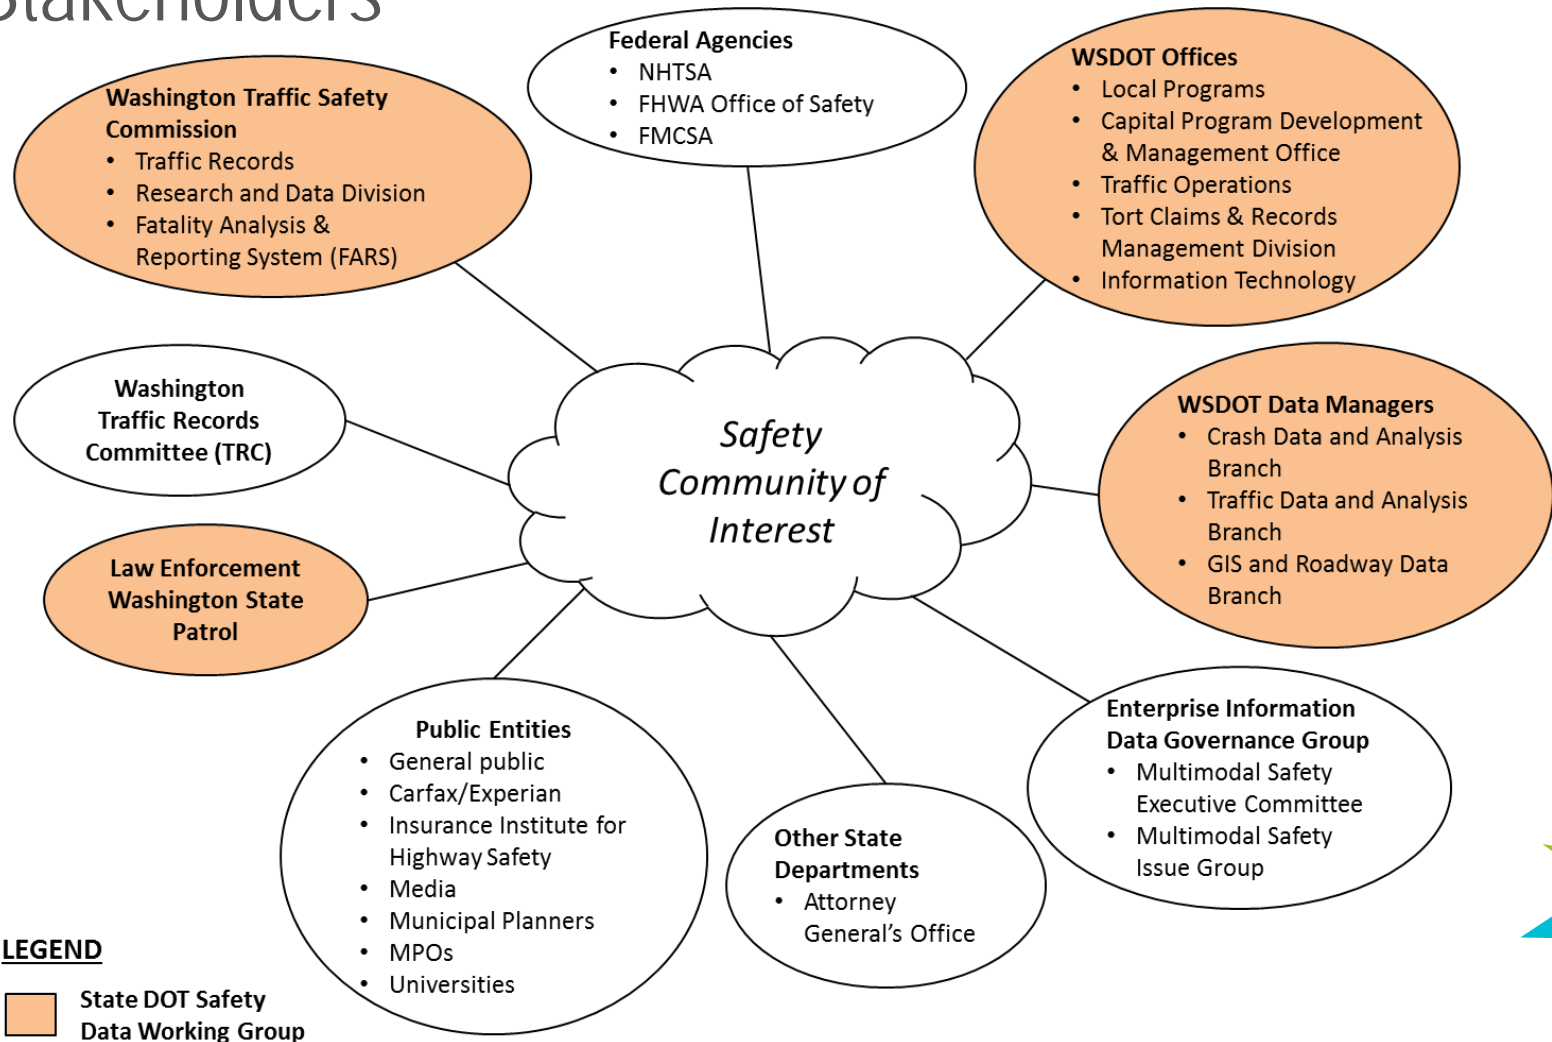 Stakeholders
Federal Agencies
• NHTSA
• FHWA Office of Safety
• FMCSA
WSDOT Offices
• Local Programs
• Capital Program Development
& Management Office
• Traffic Operations
• Tort Claims & Records
Management Division
• Information Technology
Washington Traffic Safety
Commission
• Traffic Records
• Research and Data Division
• Fatality Analysis &
Reporting System (FARS)
Washington
Traffic Records
Committee (TRC)
Safety
Community of
Interest
WSDOT Data Managers
• Crash Data and Analysis
Branch
• Traffic Data and Analysis
Branch
• GIS and Roadway Data
Branch
Law Enforcement
Washington State
Patrol
Public Entities
• General public
• Carfax/Experian
• Insurance Institute for
Highway Safety
• Media
• Municipal Planners
• MPOs
• Universities
Other State
Departments
• Attorney
General’s Office
Enterprise Information
Data Governance Group
• Multimodal Safety
Executive Committee
• Multimodal Safety
Issue Group
LEGEND
State DOT Safety
Data Working Group